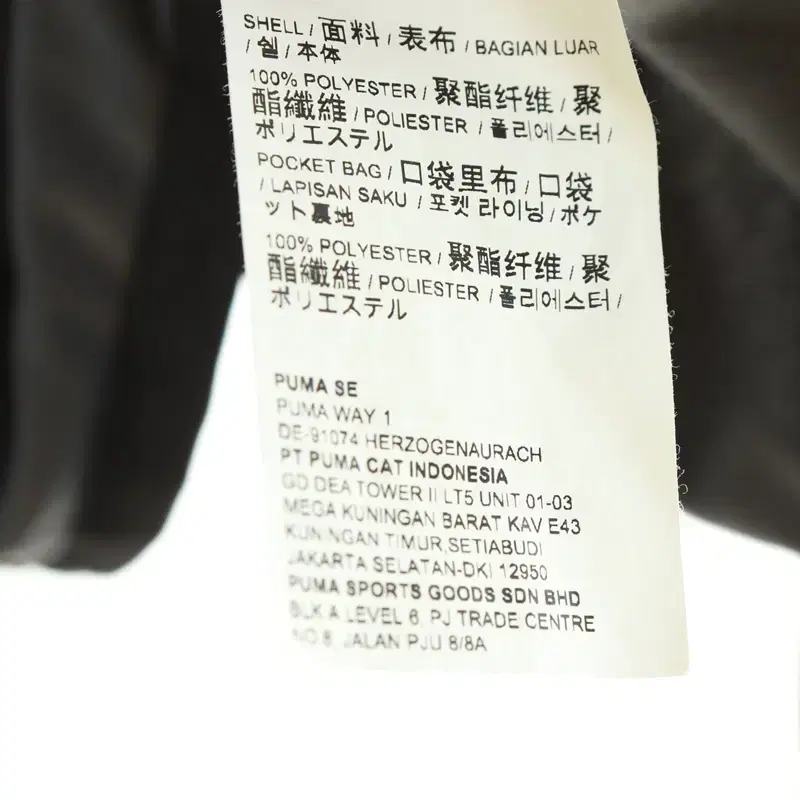 SHELL / 面料 / 表布 / BAGIAN LUAR
/ 쉘 / 本体
100% POLYESTER / 聚酯纤维 / 聚
酯纖維 / POLIESTER / 폴리에스터 /
ポリエステル
POCKET BAG / 口袋里布 / 口袋
/ LAPISAN SAKU / 포켓 라이닝 / ポケ
ット裏地
100% POLYESTER / 聚酯纤维 / 聚
酯纖維 / POLIESTER / 폴리에스터 /
ポリエステル
PUMA SE
PUMA WAY 1
DE-91074 HERZOGENAURACH
PT PUMA CAT INDONESIA
GD DEA TOWER II LT5 UNIT 01-03
MEGA KUNINGAN BARAT KAV E43
KUNINGAN TIMUR,SETIABUDI
JAKARTA SELATAN-DKI 12950
PUMA SPORTS GOODS SDN BHD
BLK A LEVEL 6, PJ TRADE CENTRE
NO 8, JALAN PJU 8/8A